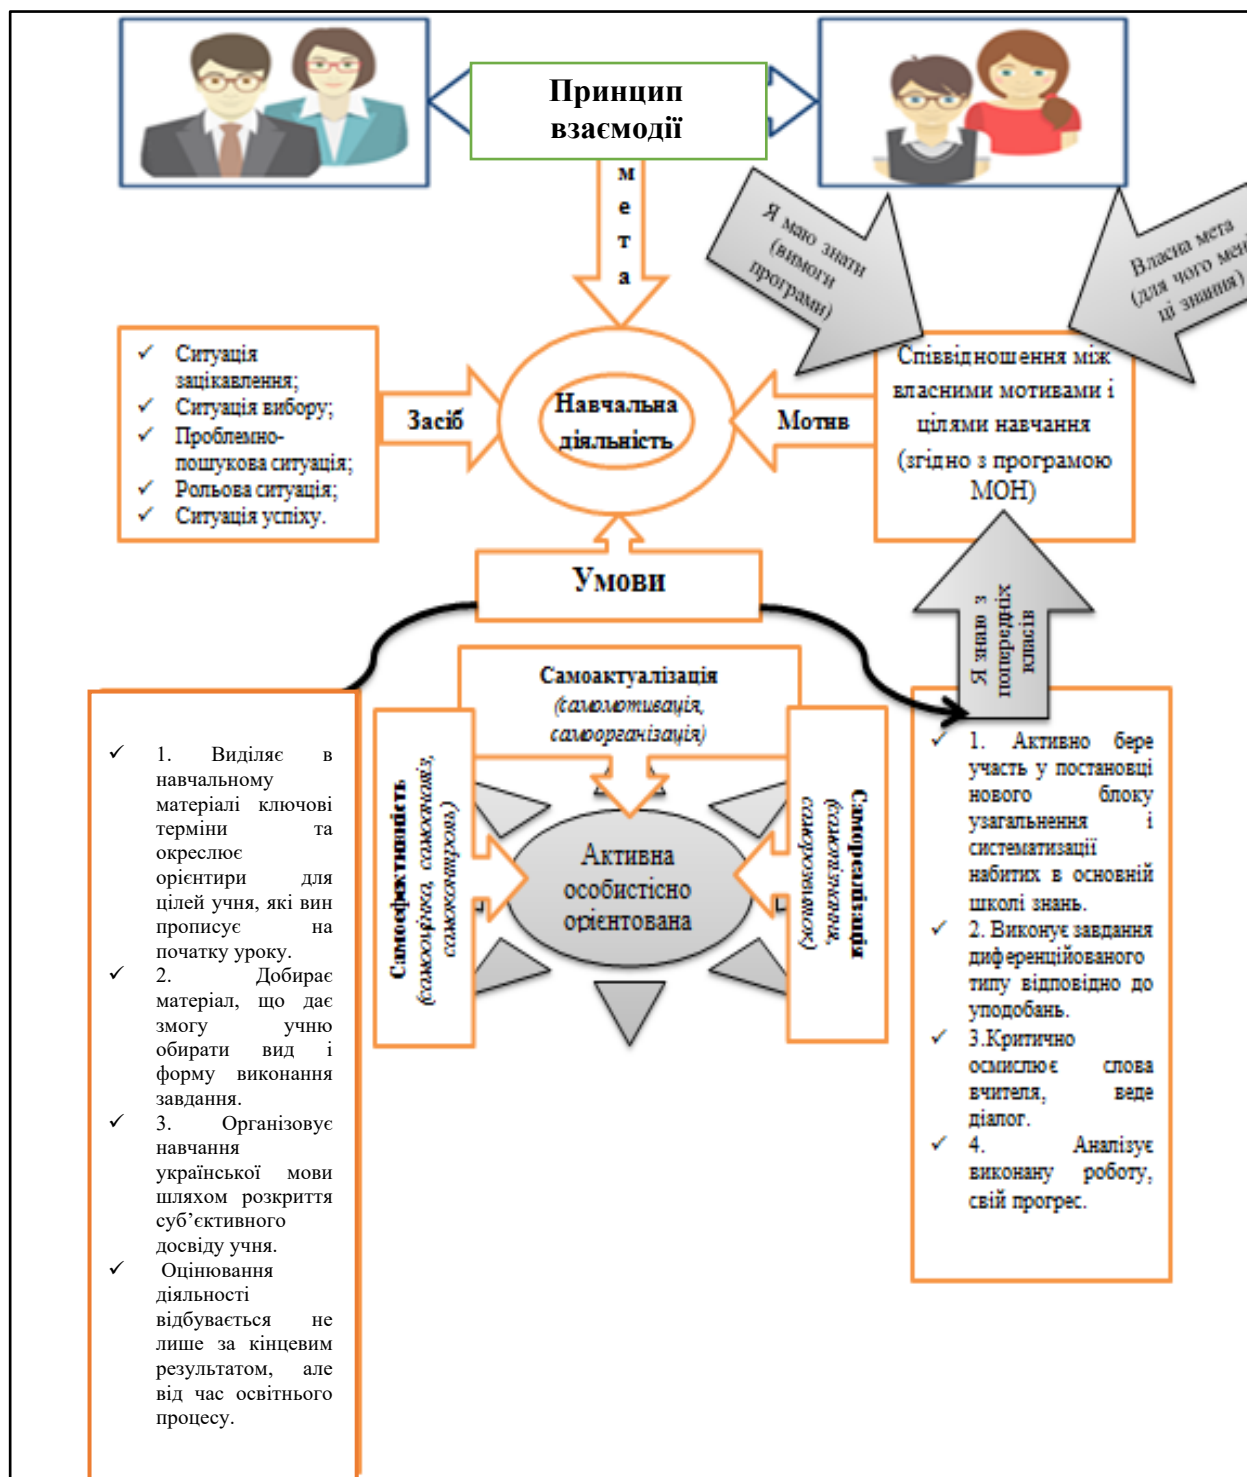 Принцип
взаємодії
м
е
т
а
Я маю знати
(вимоги
програми)
Власна мета
(для чого мені
ці знання)
✓ Ситуація
зацікавлення;
✓ Ситуація вибору;
✓ Проблемно-
пошукова ситуація;
✓ Рольова ситуація;
✓ Ситуація успіху.
Засіб
Навчальна
діяльність
Мотив
Співвідношення між
власними мотивами і
цілями навчання
(згідно з програмою
МОН)
Умови
Я знаю з
попередніх
класів
Самоактуалізація
(самомотивація,
самоорганізація)
Самоефективність
(самооцінка, самоаналіз,
самоконтроль)
Активна
особистісно
орієнтована
Самореалізація
(самопізнання,
саморозвиток)
✓ 1. Виділяє в
навчальному
матеріалі ключові
терміни та
окреслює
орієнтири для
цілей учня, які вин
прописує на
початку уроку.
✓ 2. Добирає
матеріал, що дає
змогу учню
обирати вид і
форму виконання
завдання.
✓ 3. Організовує
навчання
української мови
шляхом розкриття
суб’єктивного
досвіду учня.
✓ Оцінювання
діяльності
відбувається не
лише за кінцевим
результатом, але
від час освітнього
процесу.
✓ 1. Активно бере
участь у постановці
нового блоку
узагальнення і
систематизації
набитих в основній
школі знань.
✓ 2. Виконує завдання
диференційованого
типу відповідно до
уподобань.
✓ 3.Критично
осмислює слова
вчителя, веде
діалог.
✓ 4. Аналізує
виконану роботу,
свій прогрес.